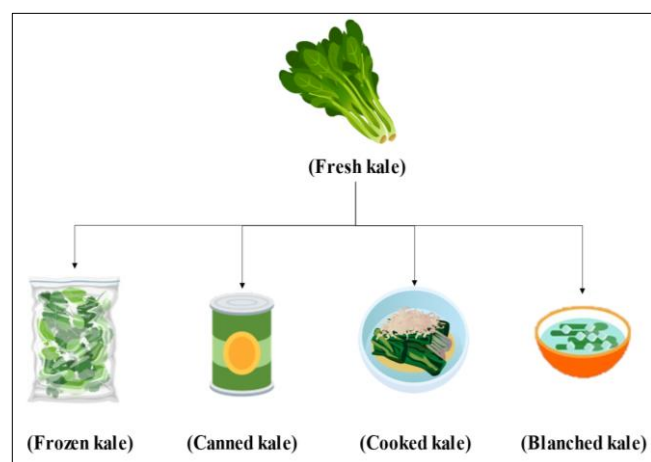 (Fresh kale)
(Frozen kale)
(Canned kale)
(Cooked kale)
(Blanched kale)